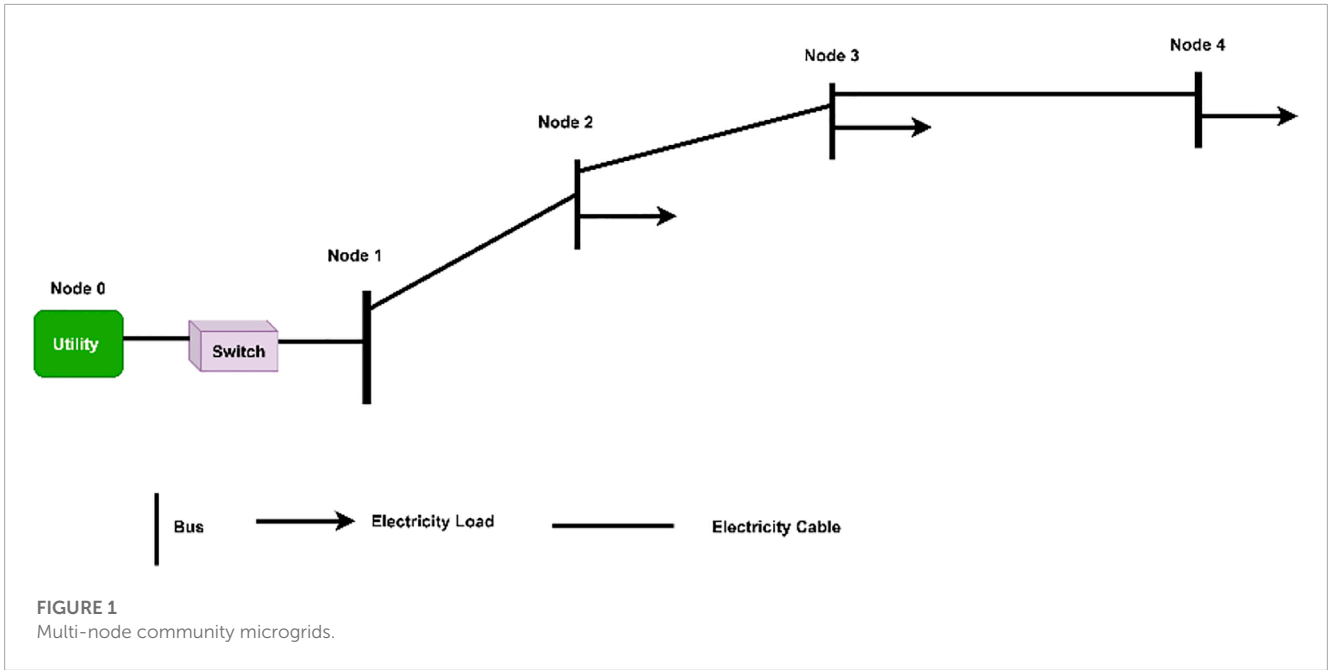 Node 4
Node 3
Node 2
Node 1
Node 0
Utility
Switch
Bus
Electricity Load
Electricity Cable
FIGURE 1
Multi-node community microgrids.